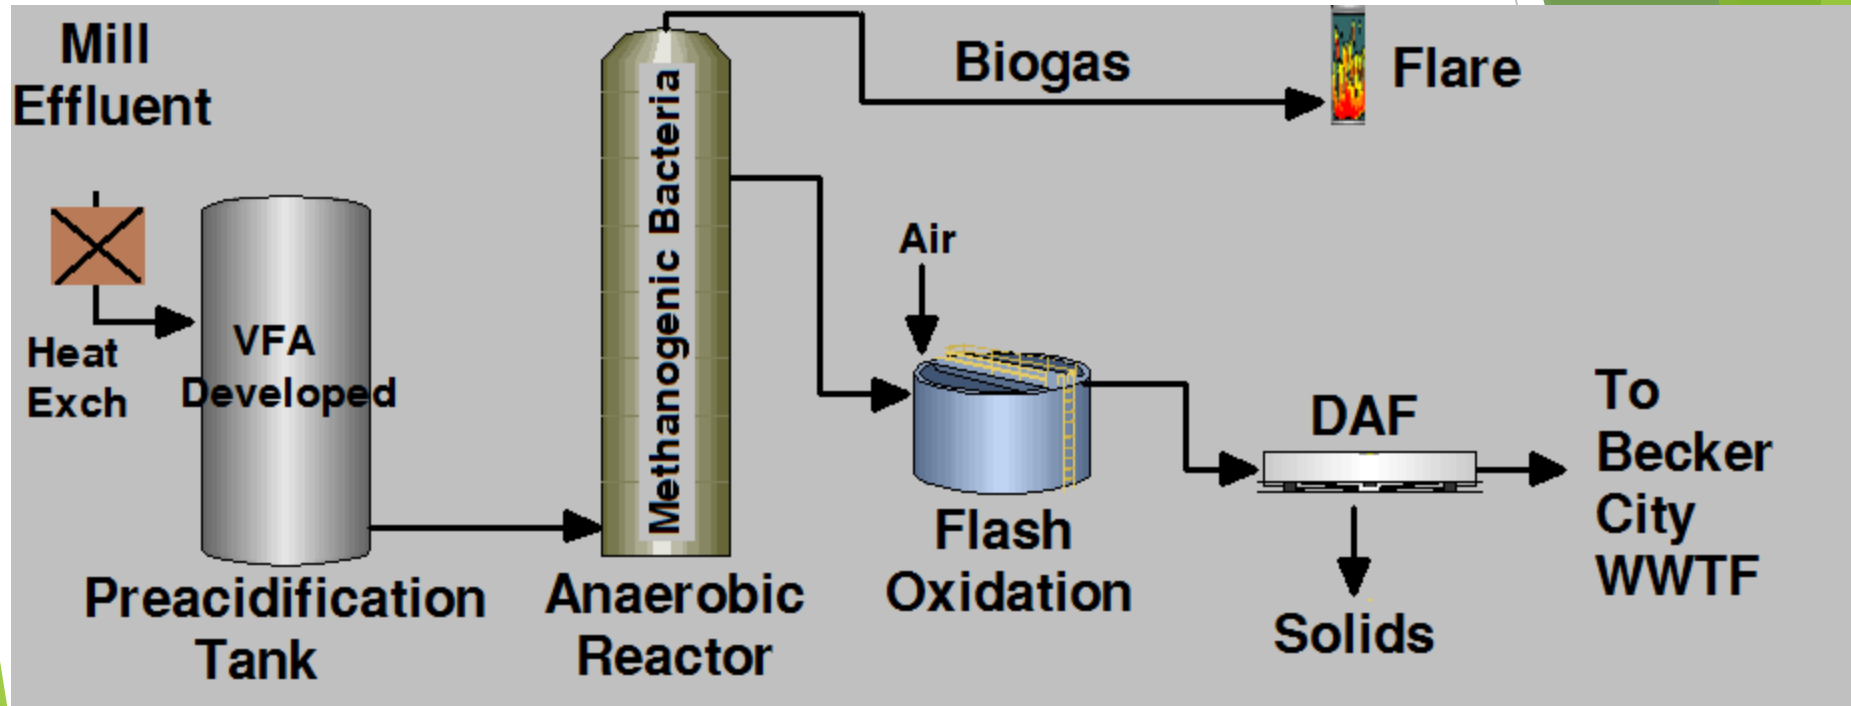 Mill
Effluent
Heat
Exch
VFA
Developed
Preacidification
Tank
Methanogenic Bacteria
Anaerobic
Reactor
Biogas
Flare
Air
Flash
Oxidation
DAF
Solids
To
Becker
City
WWTF